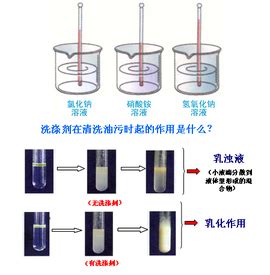 氯化钠 硝酸铵 氢氧化钠
溶液 溶液 溶液
洗涤剂在清洗油污时起的作用是什么?
乳浊液
(小液滴分散到
液体里形成的混
合物)
(无洗涤剂)
乳化作用
(有洗涤剂)